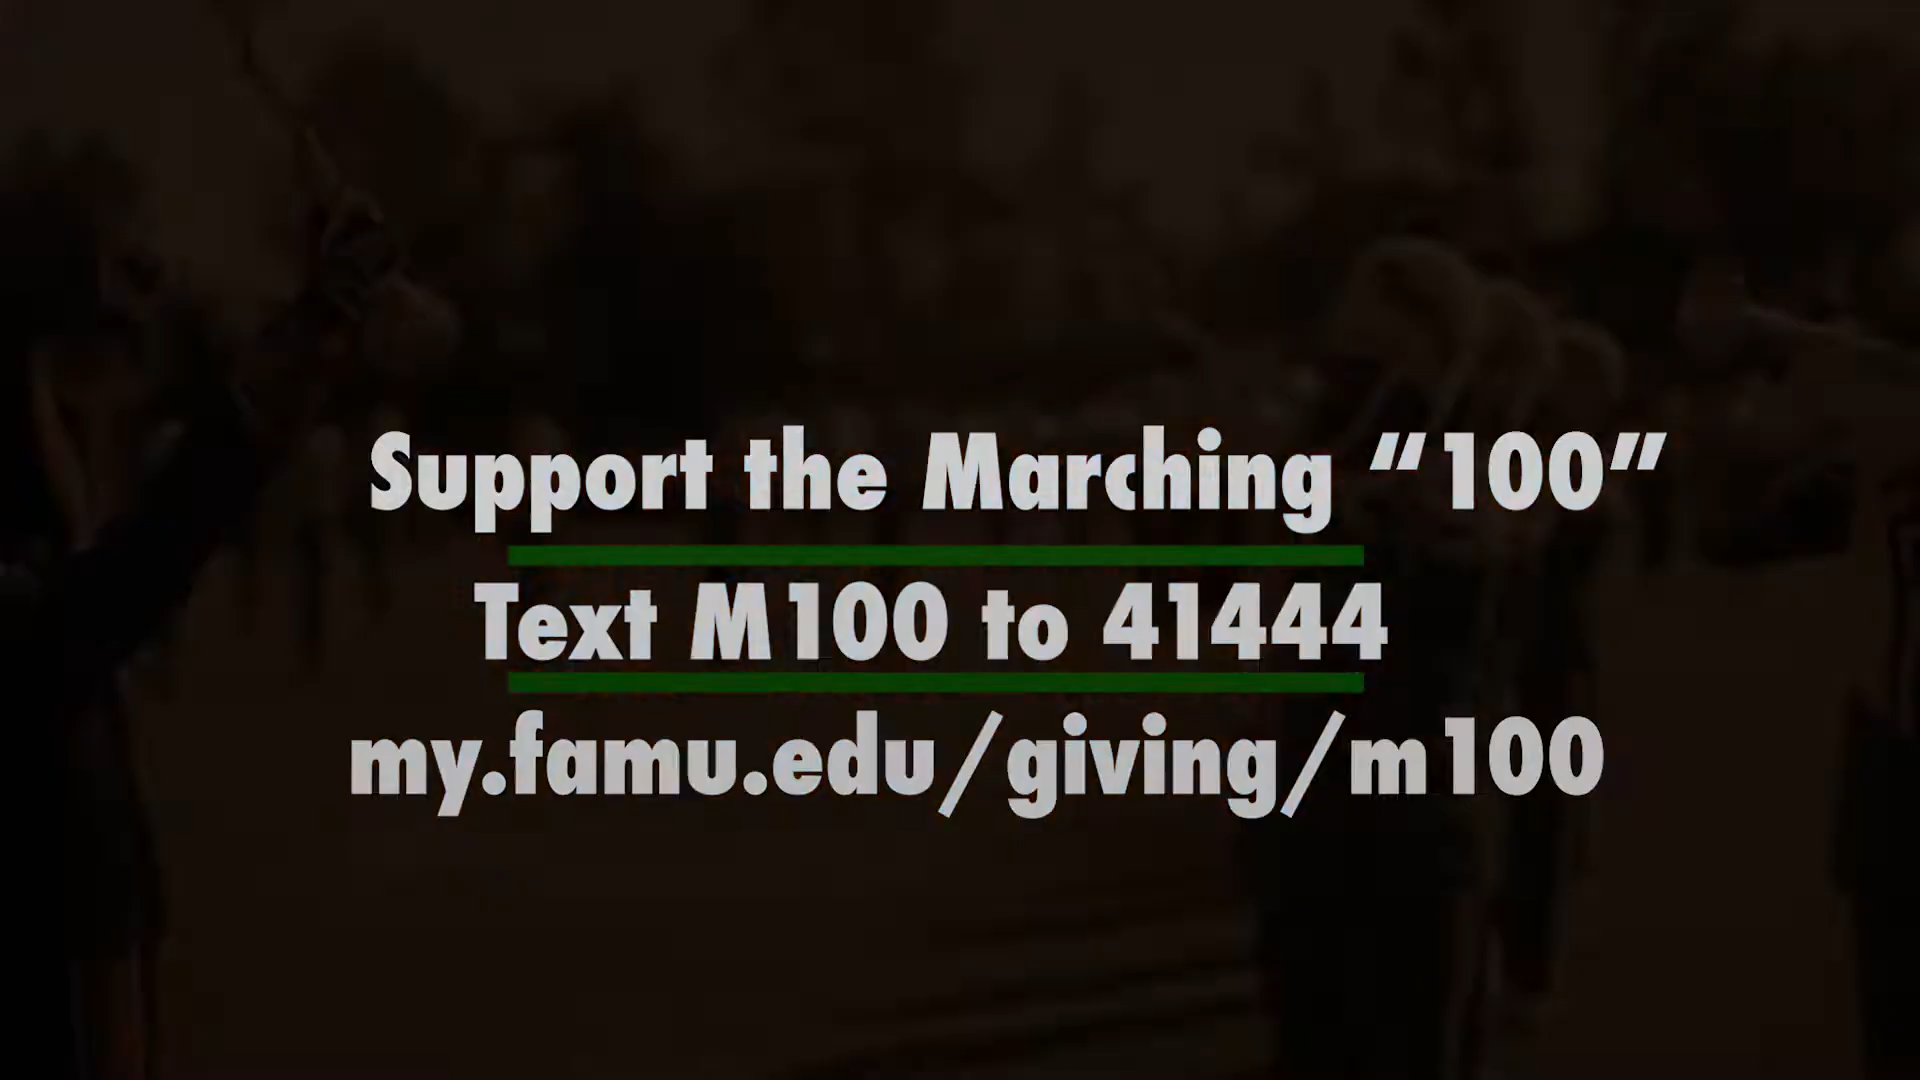 Support the Marching “100”
Text M100 to 41444
my.famu.edu/giving/m100